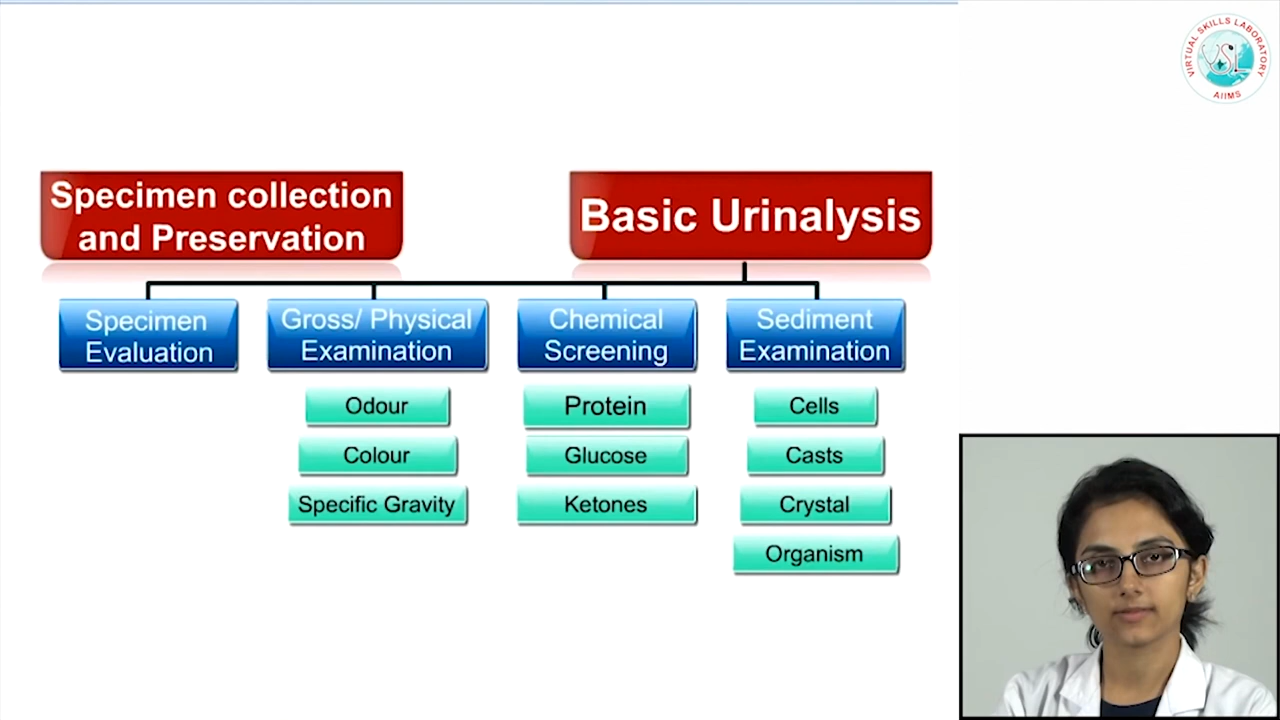 VIRTUAL SKILLS LABORATORY
VSL
AIIMS
Specimen collection
and Preservation
Basic Urinalysis
Specimen
Evaluation
Gross/ Physical
Examination
Chemical
Screening
Sediment
Examination
Odour
Colour
Specific Gravity
Protein
Glucose
Ketones
Cells
Casts
Crystal
Organism